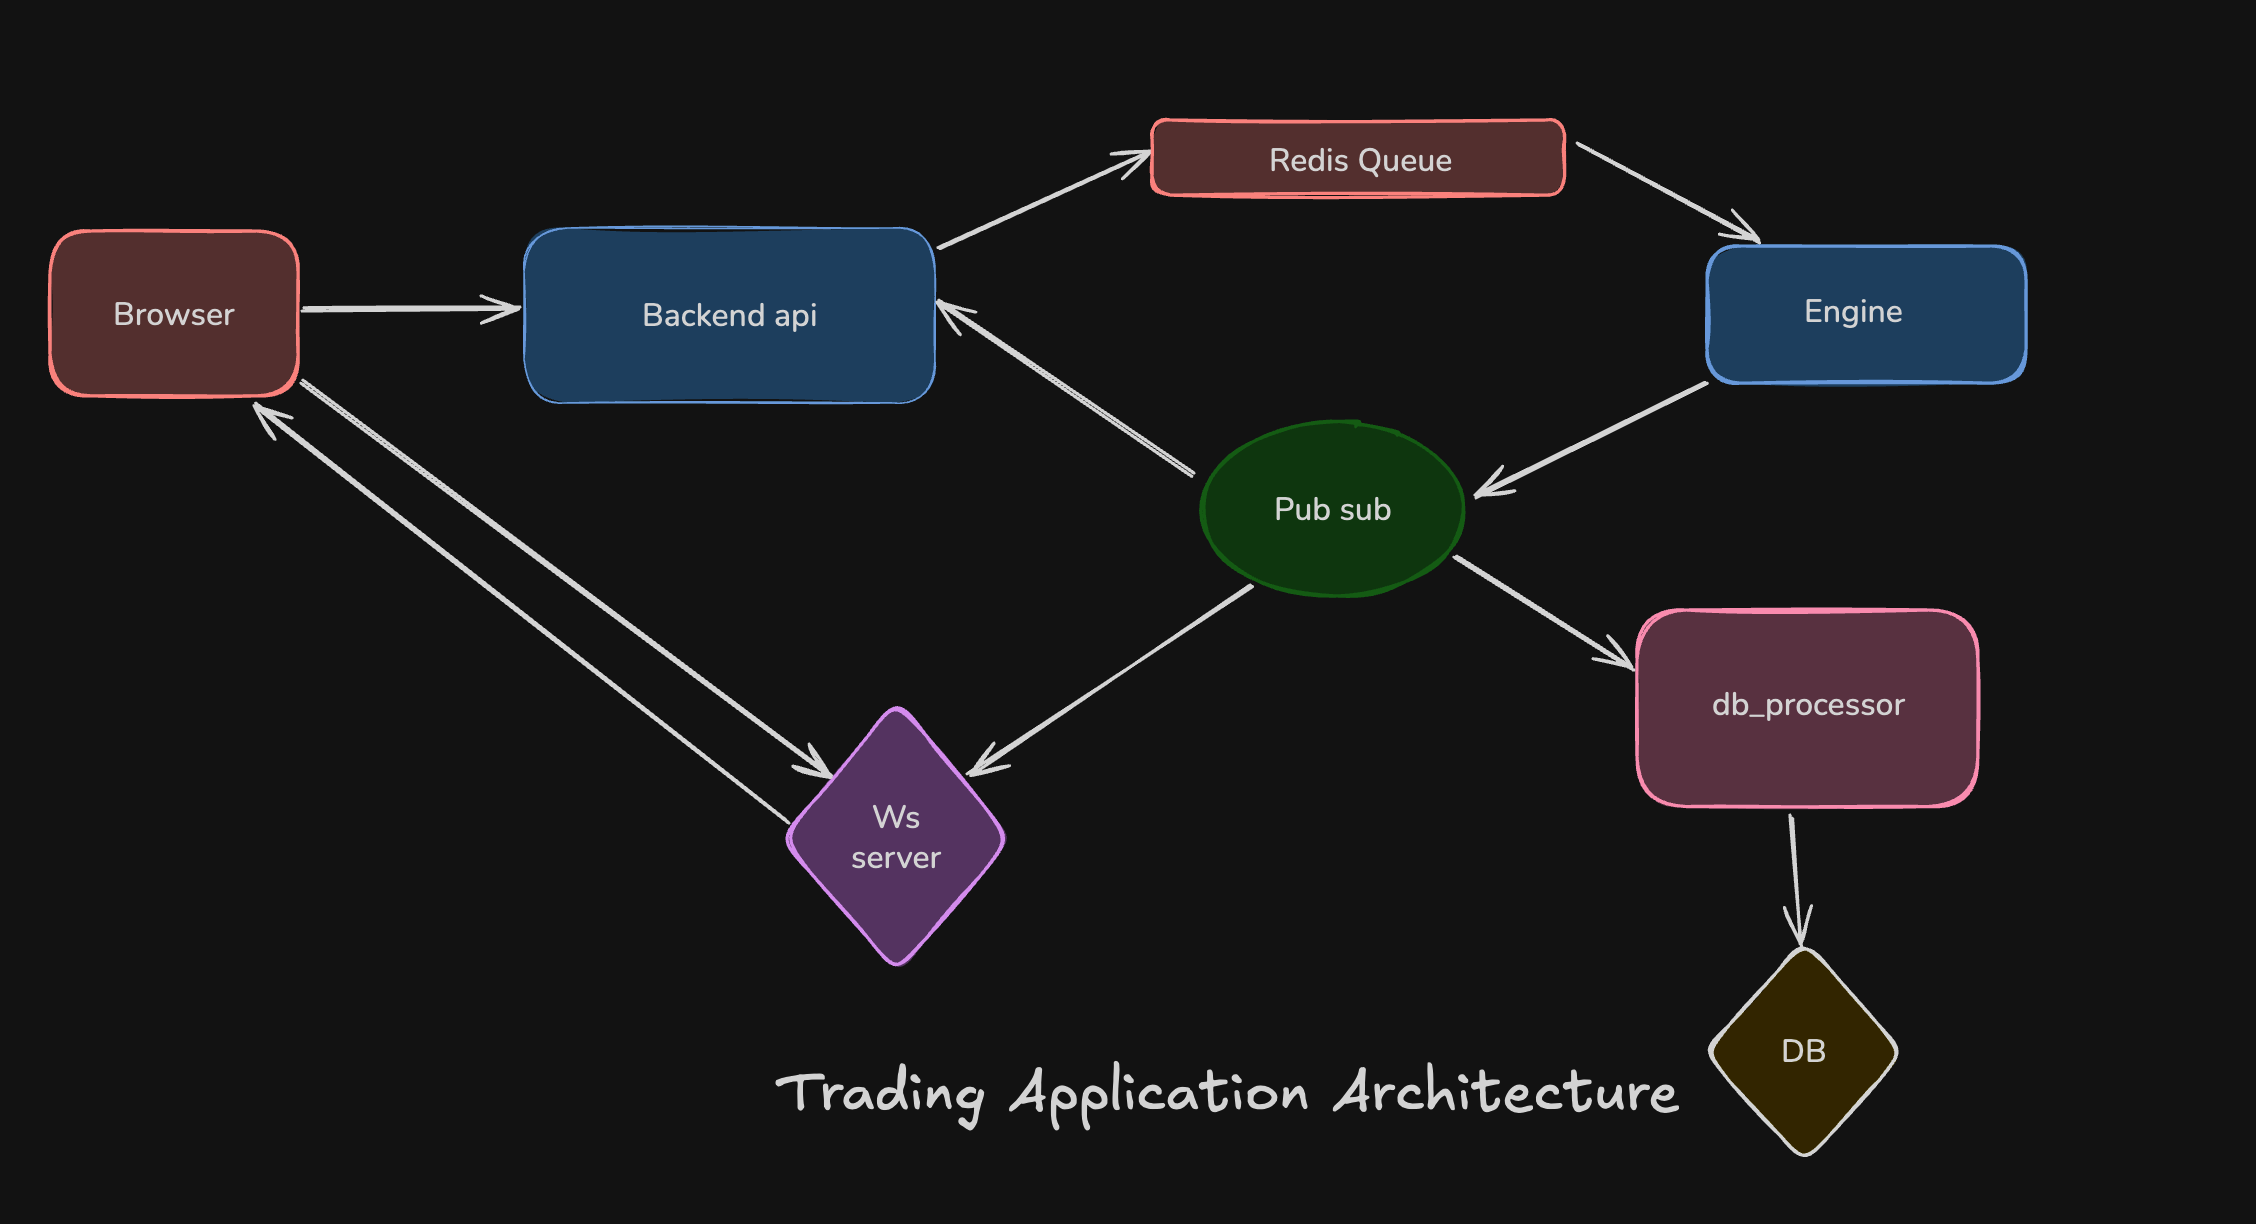 Redis Queue
Browser
Backend api
Engine
Pub sub
db_processor
Ws
server
DB
Trading Application Architecture